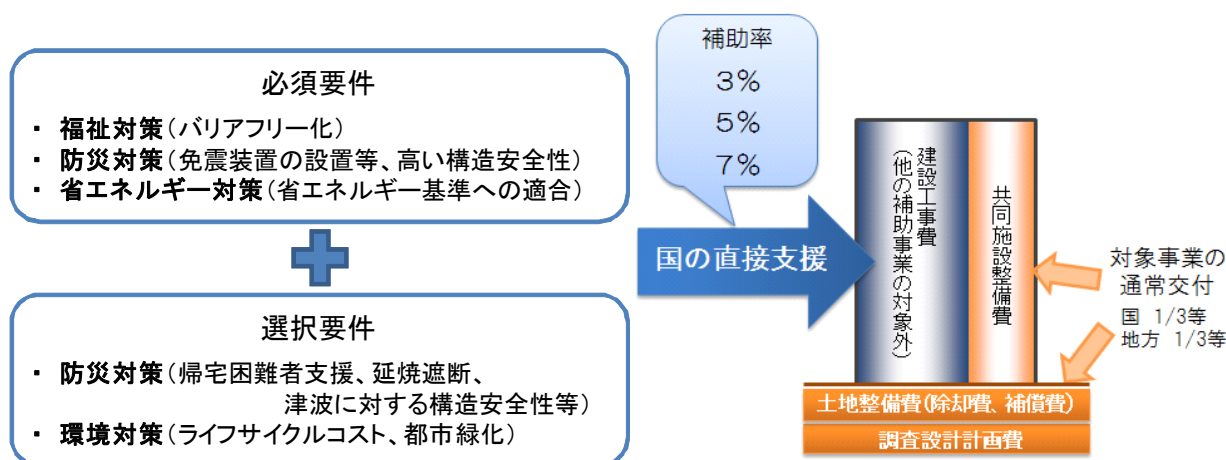 必須要件
・ 福祉対策（バリアフリー化）
・ 防災対策（免震装置の設置等、高い構造安全性）
・ 省エネルギー対策（省エネルギー基準への適合）
選択要件
・ 防災対策（帰宅困難者支援、延焼遮断、
津波に対する構造安全性等）
・ 環境対策（ライフサイクルコスト、都市緑化）
補助率
３％
５％
７％
国の直接支援
建設工事費
（他の補助事業の対象外）
共同施設整備費
対象事業の
通常交付
国 1/3等
地方 1/3等
土地整備費（除却費、補償費）
調査設計計画費